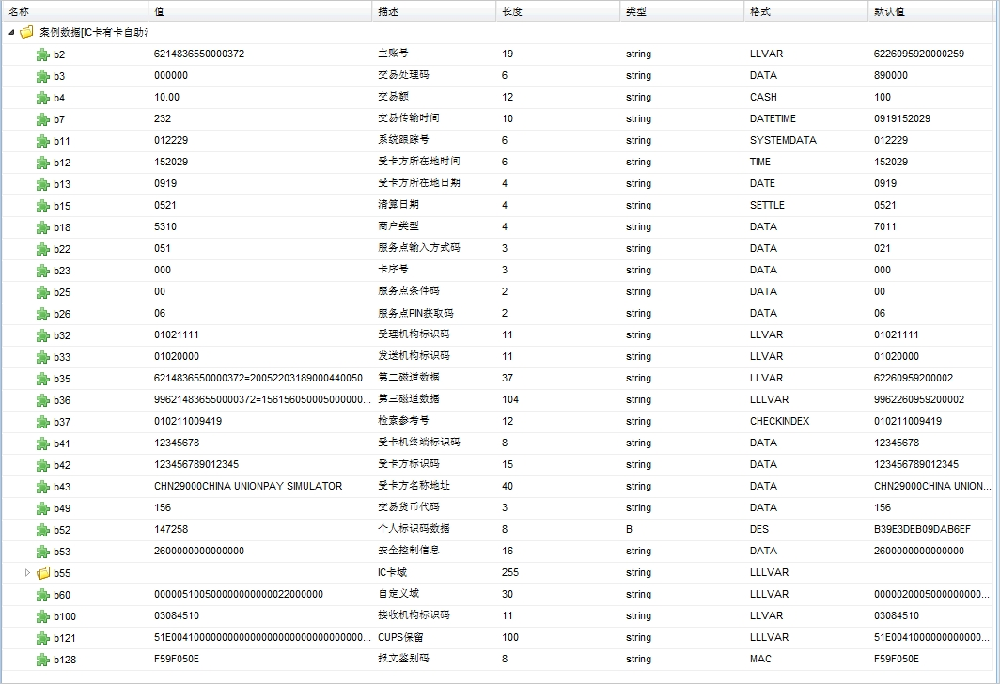 名称 值 描述 长度 类型 格式 默认值
案例数据[IC卡有卡自助
b2 6214836550000372 主账号 19 string LLVAR 6226095920000259
b3 000000 交易处理码 6 string DATA 890000
b4 10.00 交易额 12 string CASH 100
b7 232 交易传输时间 10 string DATETIME 0919152029
b11 012229 系统跟踪号 6 string SYSTEMDATA 012229
b12 152029 受卡方所在地时间 6 string TIME 152029
b13 0919 受卡方所在地日期 4 string DATE 0919
b15 0521 清算日期 4 string SETTLE 0521
b18 5310 商户类型 4 string DATA 7011
b22 051 服务点输入方式码 3 string DATA 021
b23 000 卡序号 3 string DATA 000
b25 00 服务点条件码 2 string DATA 00
b26 06 服务点PIN获取码 2 string DATA 06
b32 01021111 受理机构标识码 11 string LLVAR 01021111
b33 01020000 发送机构标识码 11 string LLVAR 01020000
b35 6214836550000372=20052203189000440050 第二磁道数据 37 string LLVAR 62260959200002
b36 996214836550000372=156156050005000000... 第三磁道数据 104 string LLLVAR 9962260959200002
b37 010211009419 检索参考号 12 string CHECKINDEX 010211009419
b41 12345678 受卡机终端标识码 8 string DATA 12345678
b42 123456789012345 受卡方标识码 15 string DATA 123456789012345
b43 CHN29000CHINA UNIONPAY SIMULATOR 受卡方名称地址 40 string DATA CHN29000CHINA UNION...
b49 156 交易货币代码 3 string DATA 156
b52 147258 个人标识码数据 8 B DES B39E3DEB09DAB6EF
b53 2600000000000000 安全控制信息 16 string DATA 2600000000000000
b55 IC卡域 255 string LLLVAR
b60 000005100500000000000022000000 自定义域 30 string LLLVAR 0000020005000000000...
b100 03084510 接收机构标识码 11 string LLVAR 03084510
b121 51E0041000000000000000000000000000000... CUPS保留 100 string LLLVAR 51E0041000000000000...
b128 F59F050E 报文鉴别码 8 string MAC F59F050E